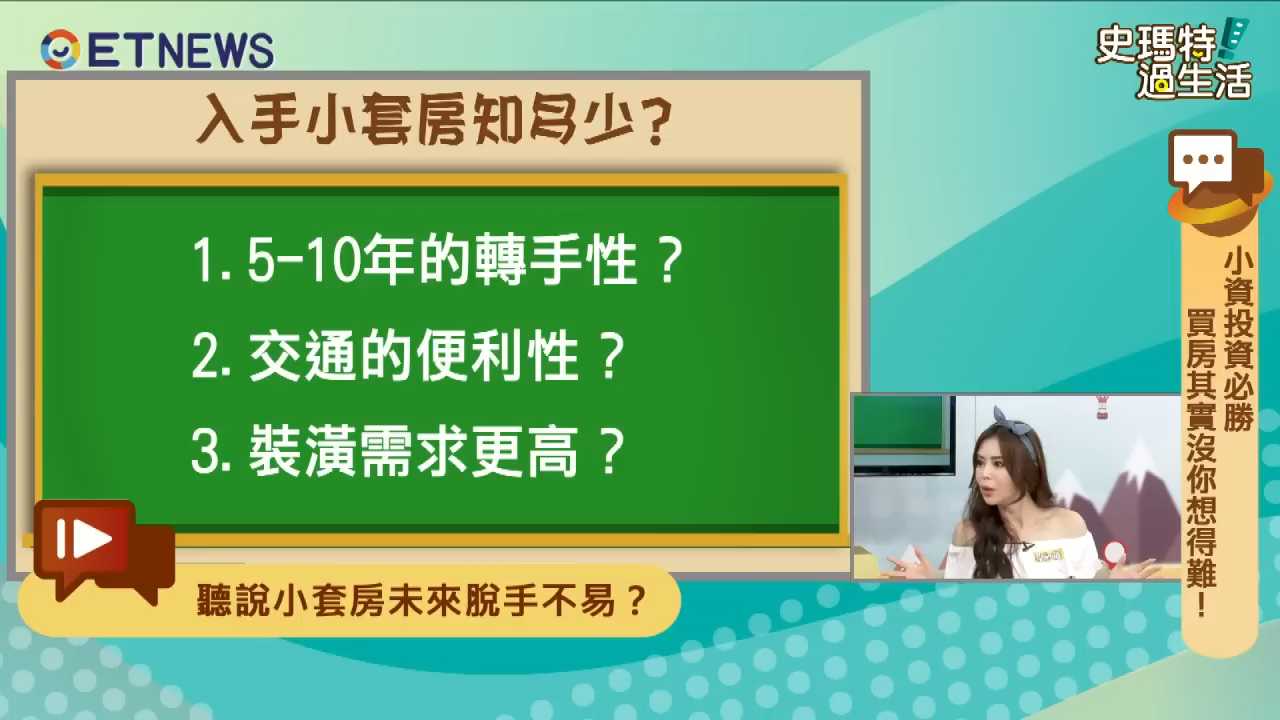 ETNEWS
史瑪特
過生活
入手小套房知多少?
1. 5-10年的轉手性？
2. 交通的便利性？
3. 裝潢需求更高？
小資投資必勝
買房其實沒你想得難！
聽說小套房未來脫手不易？